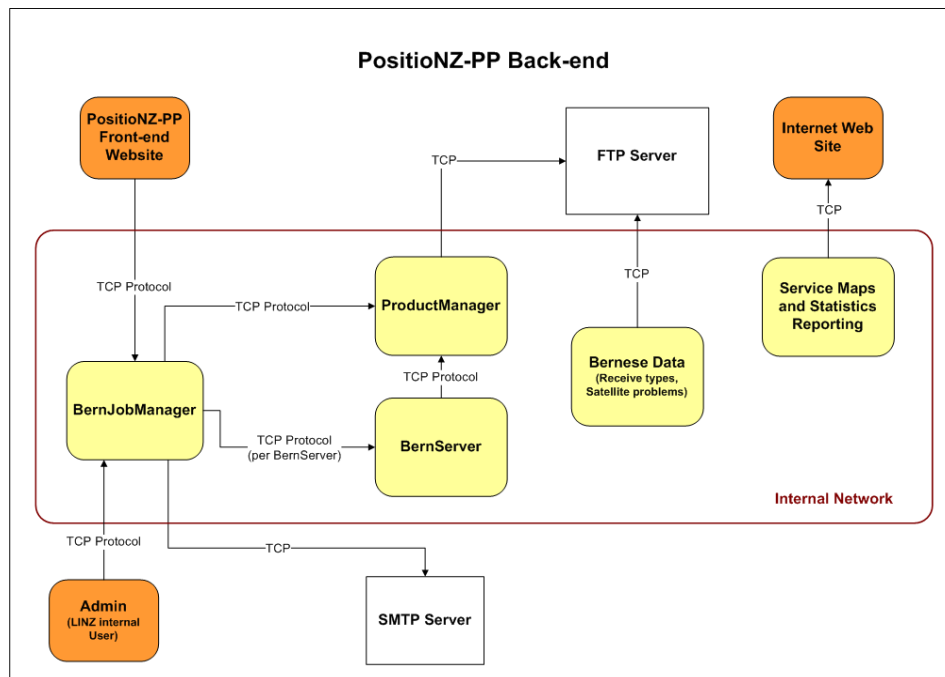 PositioNZ-PP Back-end
PositioNZ-PP
Front-end
Website
FTP Server
Internet Web
Site
TCP
TCP
TCP Protocol
TCP
ProductManager
Service Maps
and Statistics
Reporting
TCP Protocol
Bernese Data
(Receive types,
Satellite problems)
TCP Protocol
BernJobManager
BernServer
TCP Protocol
(per BernServer)
Internal Network
TCP Protocol
TCP
Admin
(LINZ internal
User)
SMTP Server